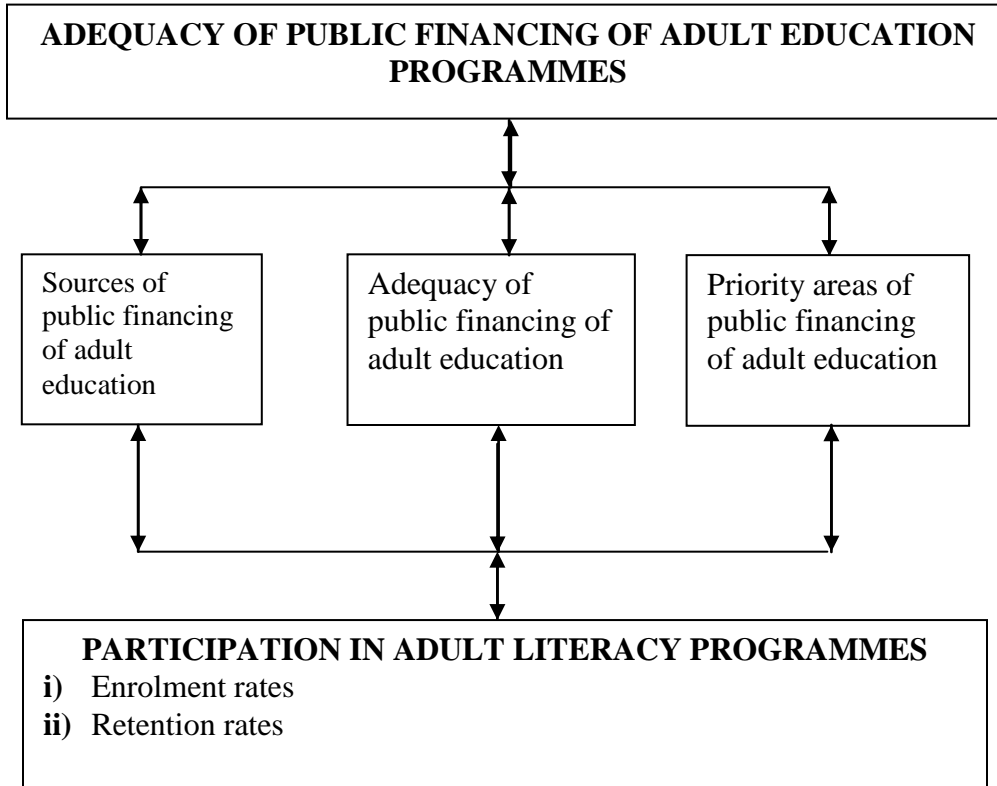 ADEQUACY OF PUBLIC FINANCING OF ADULT EDUCATION
PROGRAMMES
Sources of
public financing
of adult
education
Adequacy of
public financing of
adult education
Priority areas of
public financing
of adult education
PARTICIPATION IN ADULT LITERACY PROGRAMMES
i) Enrolment rates
ii) Retention rates